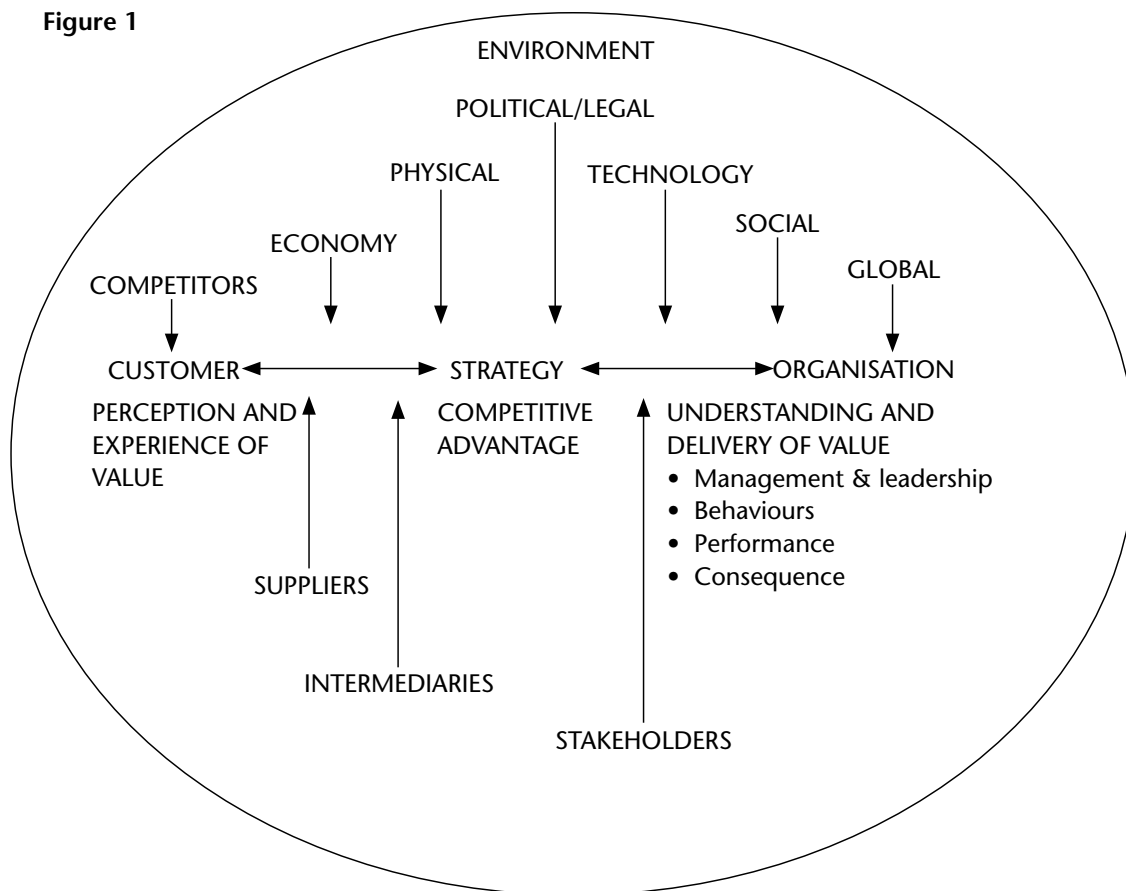 Figure 1
ENVIRONMENT
POLITICAL/LEGAL
PHYSICAL
TECHNOLOGY
SOCIAL
ECONOMY
GLOBAL
COMPETITORS
CUSTOMER
STRATEGY
ORGANISATION
PERCEPTION AND
EXPERIENCE OF
VALUE
COMPETITIVE
ADVANTAGE
UNDERSTANDING AND
DELIVERY OF VALUE
• Management & leadership
• Behaviours
• Performance
• Consequence
SUPPLIERS
INTERMEDIARIES
STAKEHOLDERS